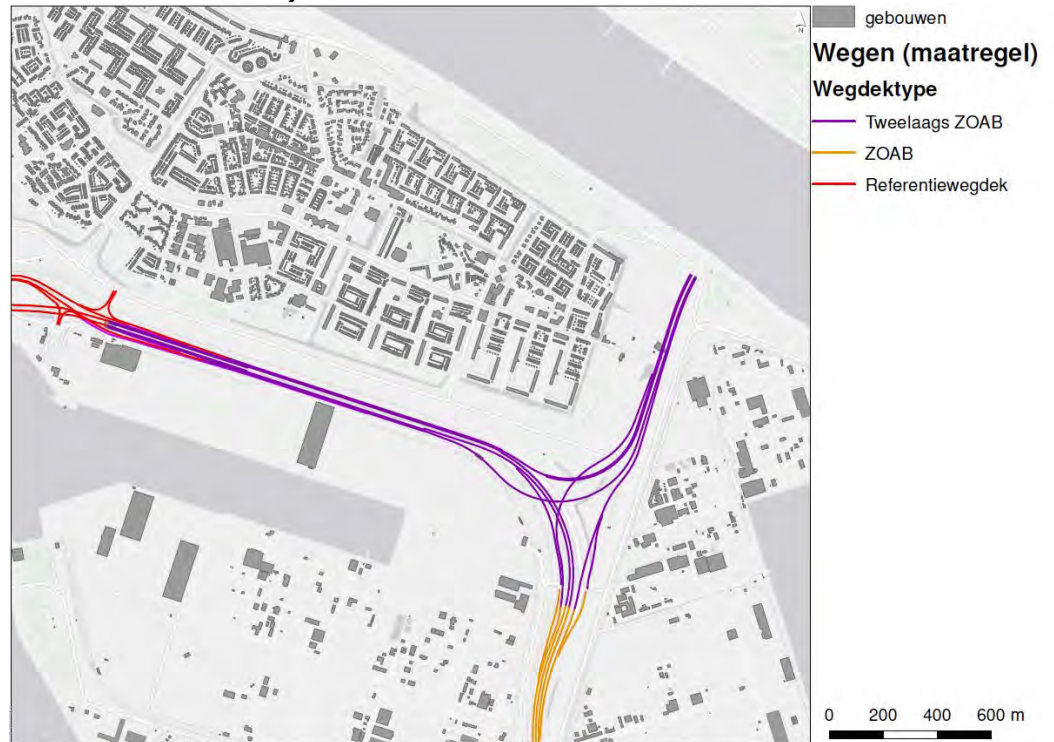 gebouwen
Wegen (maatregel)
Wegdektype
Tweelaags ZOAB
ZOAB
Referentiewegdek
0 200 400 600 m